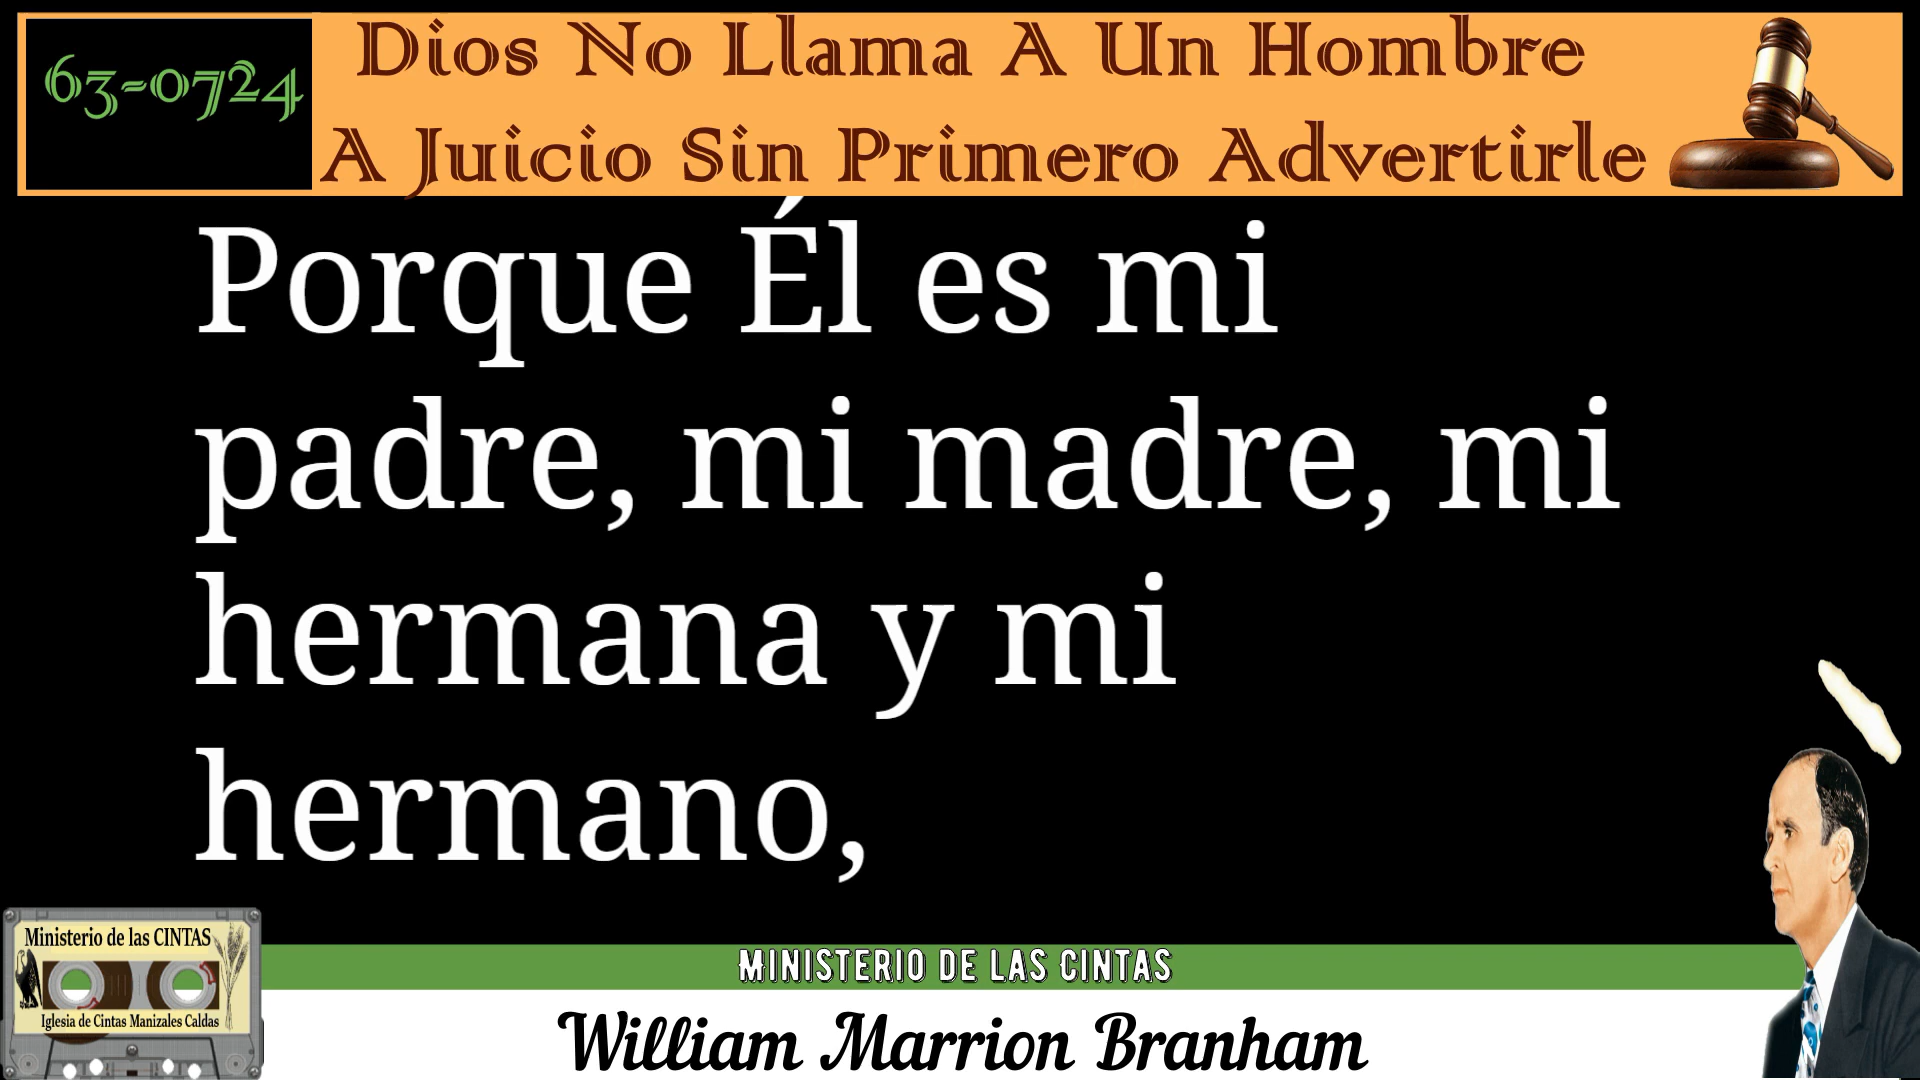 63-0724
Dios No Llama A Un Hombre
A Juicio Sin Primero Advertirle
Porque Él es mi
padre, mi madre, mi
hermana y mi
hermano,
Ministerio de las CINTAS
Iglesia de Cintas Manizales Caldas
MINISTERIO DE LAS CINTAS
William Marrion Branham